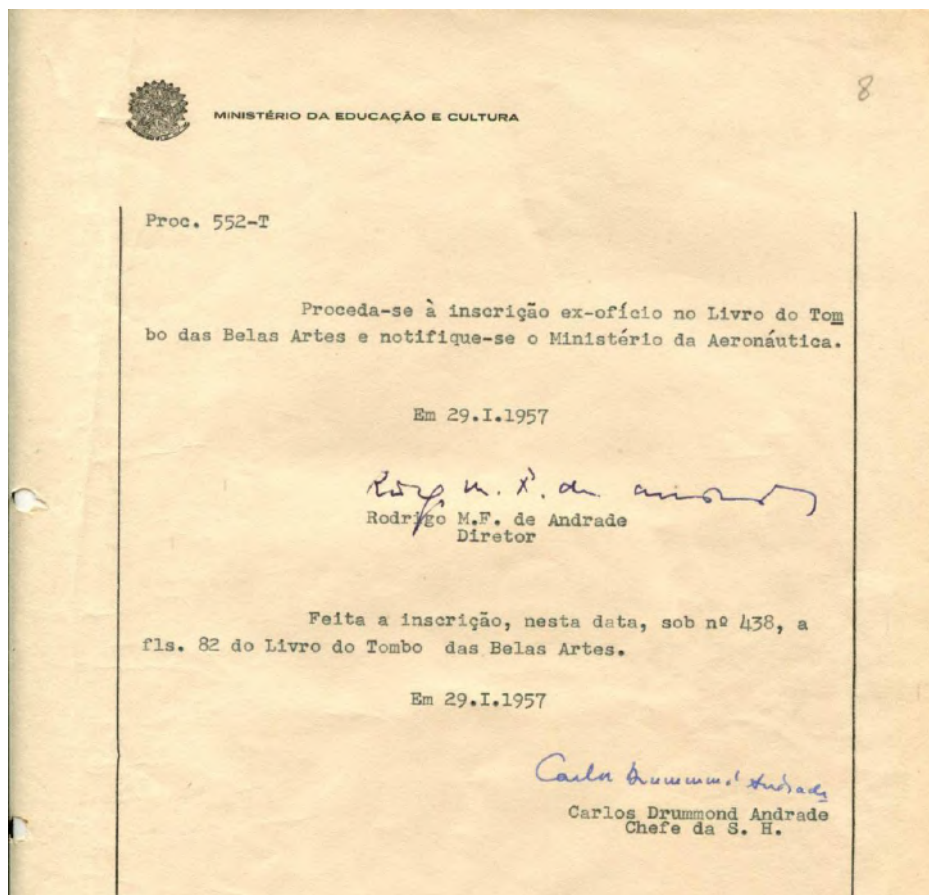 8
MINISTÉRIO DA EDUCAÇÃO E CULTURA
Proc. 552-T
Proceda-se à inscrição ex-ofício no Livro do Tom
bo das Belas Artes e notifique-se o Ministério da Aeronáutica.
Em 29.I.1957
Rodrigo M.F. de Andrade
Diretor
Feita a inscrição, nesta data, sob nº 438, a
fls. 82 do Livro do Tombo das Belas Artes.
Em 29.I.1957
Carlos Drummond Andrade
Carlos Drummond Andrade
Chefe da S. H.